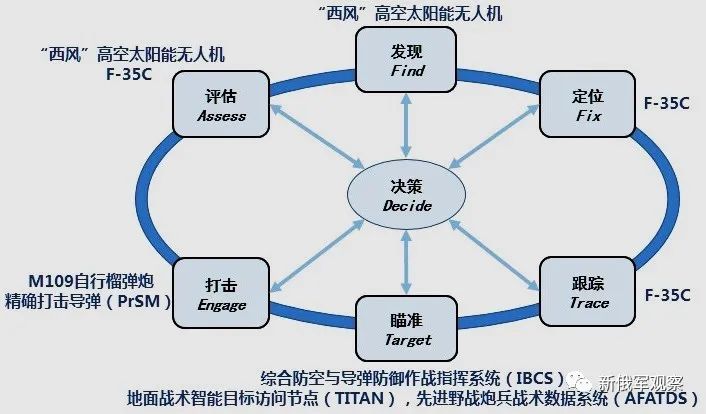 “西风”高空太阳能无人机
“西风”高空太阳能无人机
F-35C
发现
Find
评估
Assess
定位
Fix
F-35C
决策
Decide
M109自行榴弹炮
精确打击导弹（PrSM）
打击
Engage
瞄准
Target
跟踪
Trace
F-35C
综合防空与导弹防御作战指挥系统（IBCS）
地面战术智能目标访问节点（TITAN），先进野战炮兵战术数据系统（AFATDS）
新俄军观察